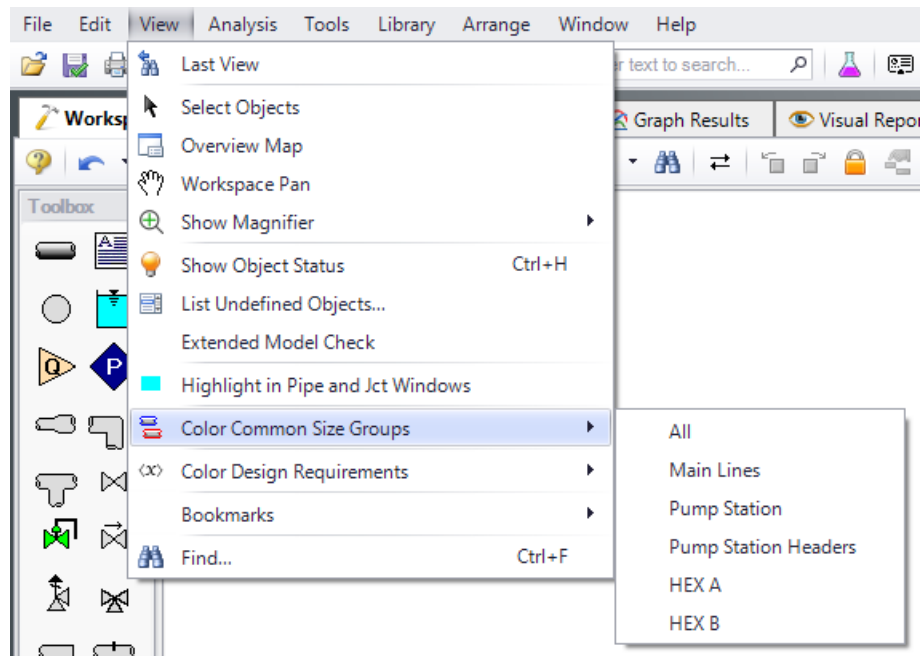 File Edit View Analysis Tools Library Arrange Window Help
Last View
r text to search...
Select Objects
Overview Map
Workspace Pan
Show Magnifier
Show Object Status Ctrl+H
List Undefined Objects...
Extended Model Check
Highlight in Pipe and Jct Windows
Color Common Size Groups
Color Design Requirements
Bookmarks
Find... Ctrl+F
Works
Graph Results
Visual Repor
Toolbox
A
Q
P
(x)
All
Main Lines
Pump Station
Pump Station Headers
HEX A
HEX B